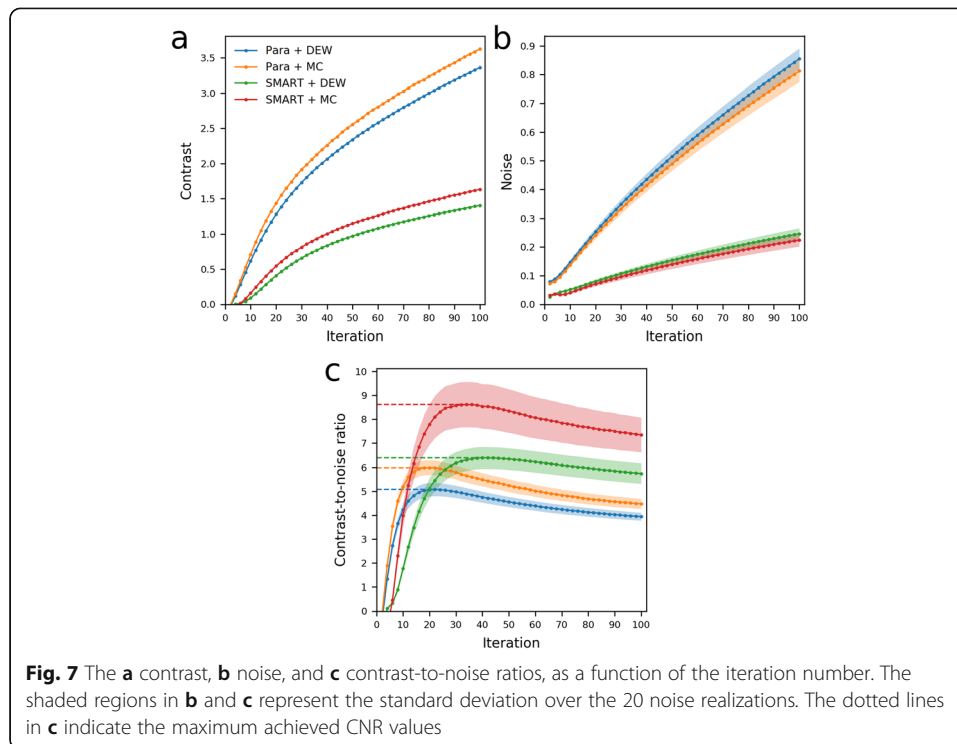 a
Para + DEW
Para + MC
SMART + DEW
SMART + MC
3.5
3.0
2.5
2.0
1.5
1.0
0.5
0.0
Contrast
0 10 20 30 40 50 60 70 80 90 100
Iteration
b
0.9
0.8
0.7
0.6
0.5
0.4
0.3
0.2
0.1
0.0
Noise
0 10 20 30 40 50 60 70 80 90 100
Iteration
c
10
9
8
7
6
5
4
3
2
1
0
Contrast-to-noise ratio
0 10 20 30 40 50 60 70 80 90 100
Iteration
Fig. 7 The a contrast, b noise, and c contrast-to-noise ratios, as a function of the iteration number. The
shaded regions in b and c represent the standard deviation over the 20 noise realizations. The dotted lines
in c indicate the maximum achieved CNR values